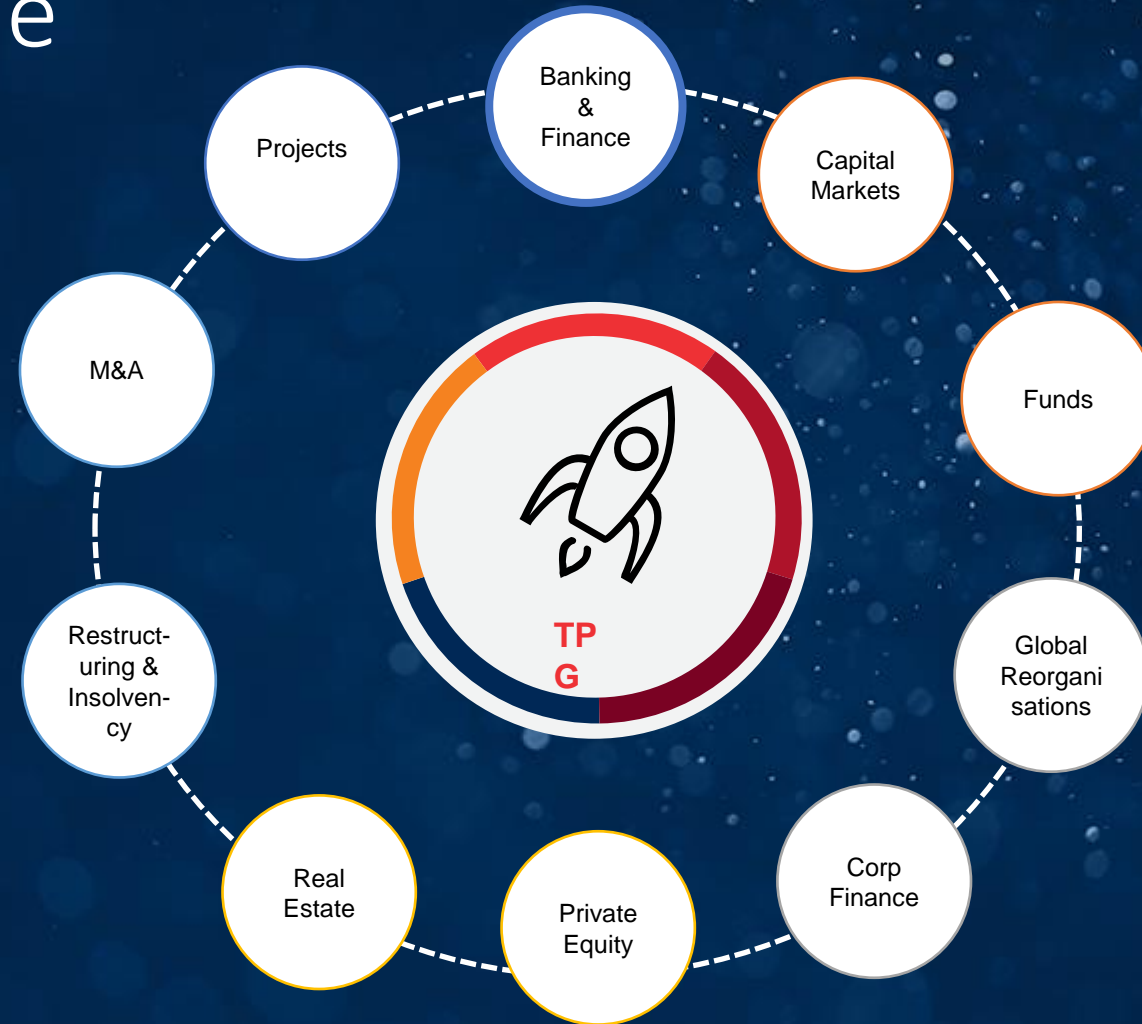 e
Banking
&
Finance
Projects
Capital
Markets
M&A
Funds
TP
G
Restruct-
uring &
Insolven-
cy
Global
Reorgani
sations
Real
Estate
Private
Equity
Corp
Finance